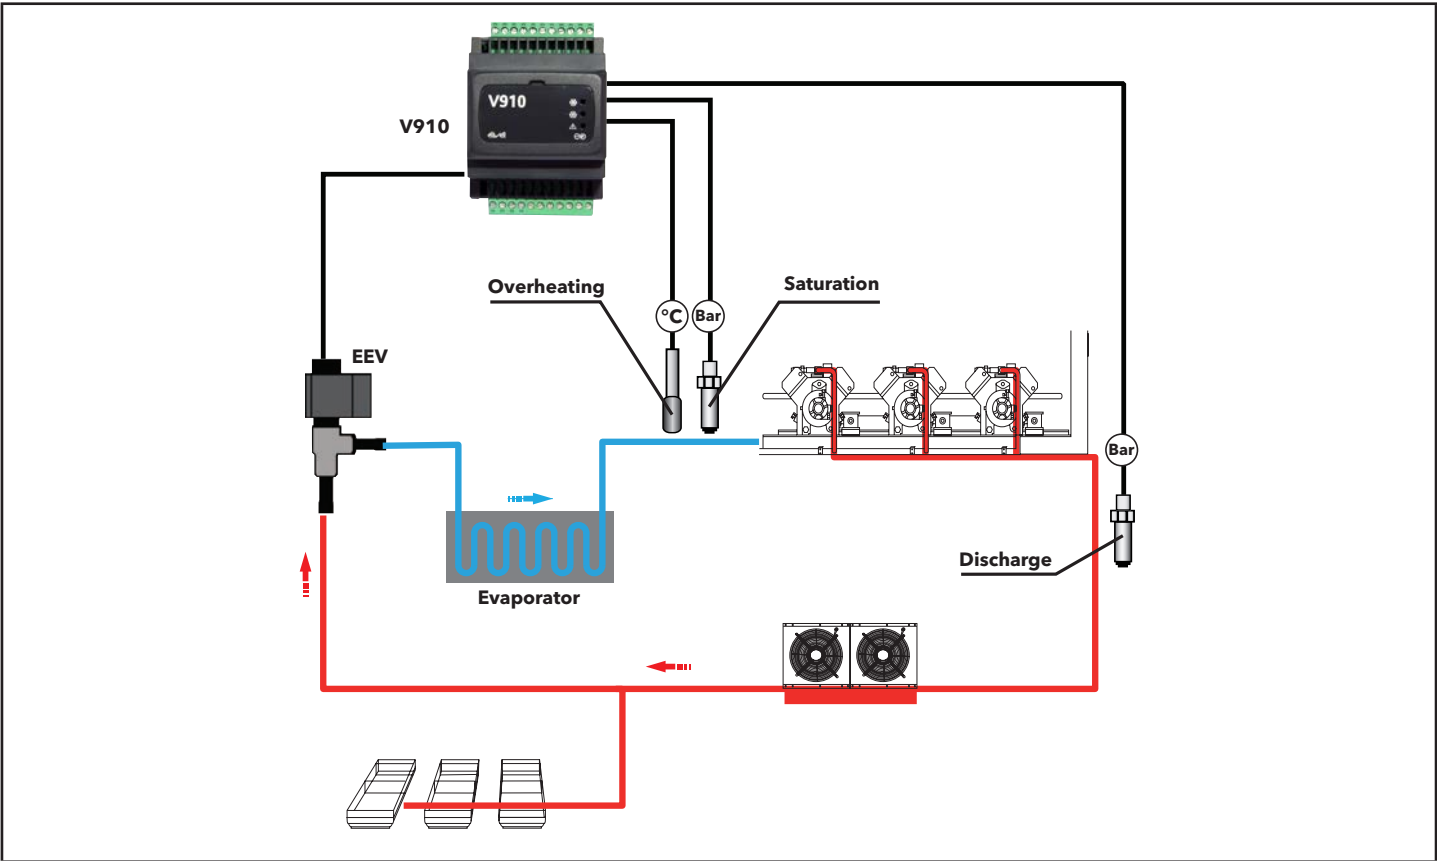 V910
V910
Overheating
Saturation
°C
Bar
EEV
Bar
Discharge
Evaporator